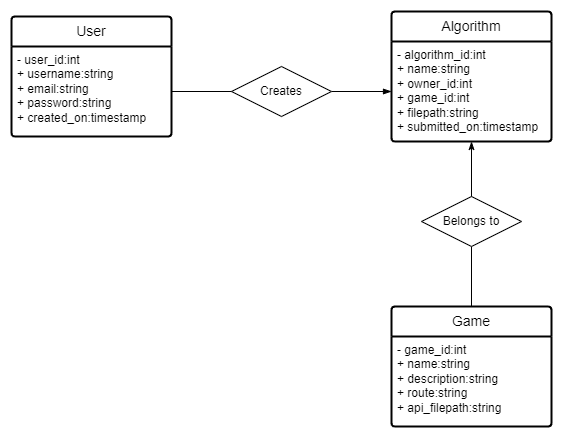 User
- user_id:int
+ username:string
+ email:string
+ password:string
+ created_on:timestamp
Creates
Algorithm
- algorithm_id:int
+ name:string
+ owner_id:int
+ game_id:int
+ filepath:string
+ submitted_on:timestamp
Belongs to
Game
- game_id:int
+ name:string
+ description:string
+ route:string
+ api_filepath:string